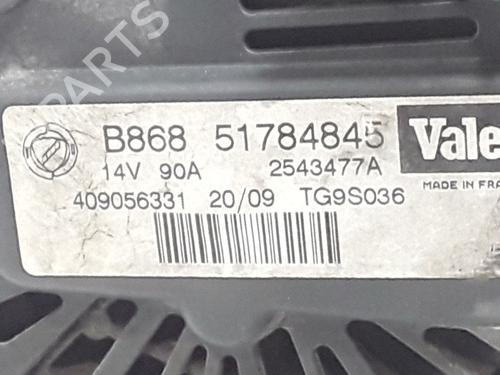 PARTS
B868 51784845 Vale
14V 90A 2543477A
MADE IN FRA
409056331 20/09 TG9S036